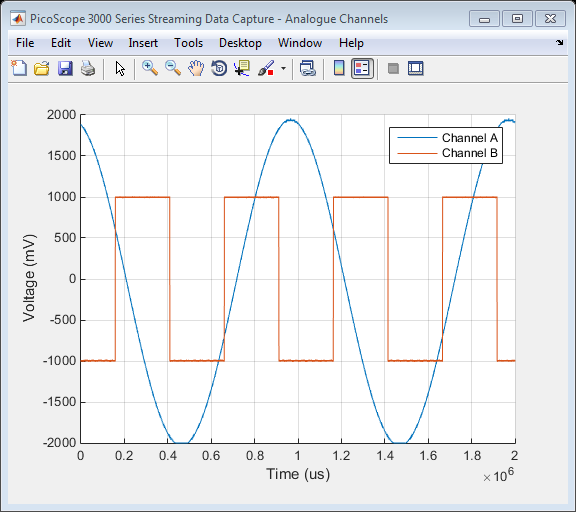 PicoScope 3000 Series Streaming Data Capture - Analogue Channels
File Edit View Insert Tools Desktop Window Help
2000
1500
1000
500
0
-500
-1000
-1500
-2000
Voltage (mV)
Channel A
Channel B
0 0.2 0.4 0.6 0.8 1 1.2 1.4 1.6 1.8 2
Time (us)
×10^6